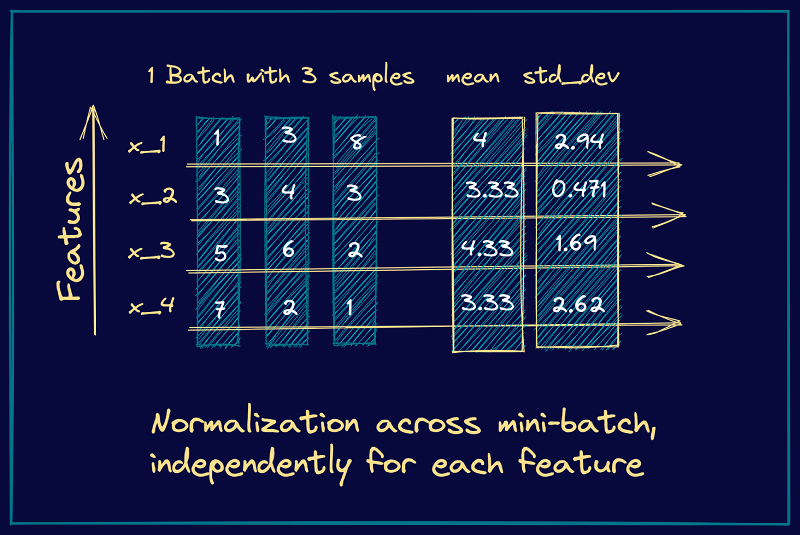 1 Batch with 3 samples mean std_dev
x_1 1 3 8 4 2.94
x_2 3 4 3 3.33 0.471
x_3 5 6 2 4.33 1.69
x_4 7 2 1 3.33 2.62
Features
Normalization across mini-batch,
independently for each feature